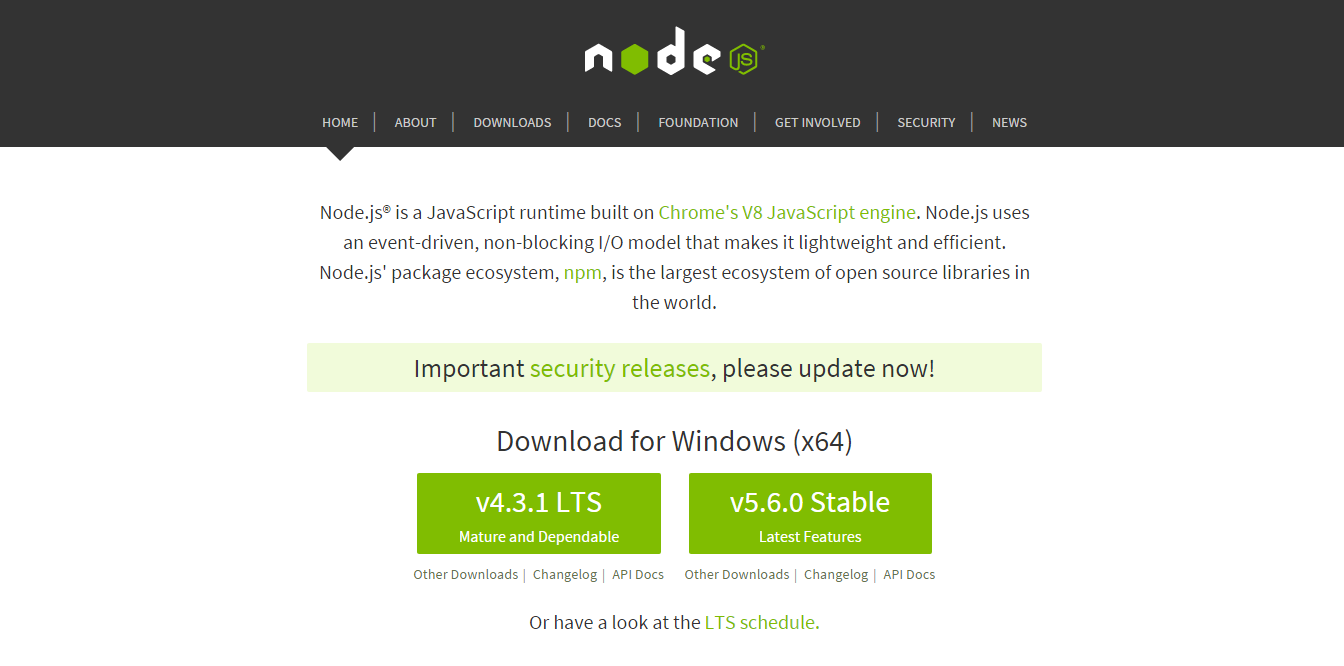 node JS®
HOME | ABOUT | DOWNLOADS | DOCS | FOUNDATION | GET INVOLVED | SECURITY | NEWS
Node.js® is a JavaScript runtime built on Chrome's V8 JavaScript engine. Node.js uses
an event-driven, non-blocking I/O model that makes it lightweight and efficient.
Node.js' package ecosystem, npm, is the largest ecosystem of open source libraries in
the world.
Important security releases, please update now!
Download for Windows (x64)
v4.3.1 LTS
Mature and Dependable
Other Downloads | Changelog | API Docs
v5.6.0 Stable
Latest Features
Other Downloads | Changelog | API Docs
Or have a look at the LTS schedule.